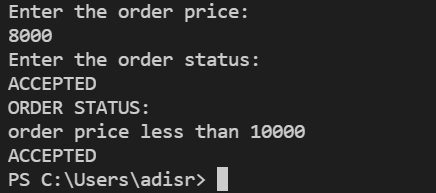 Enter the order price:
8000
Enter the order status:
ACCEPTED
ORDER STATUS:
order price less than 10000
ACCEPTED
PS C:\Users\adisr>